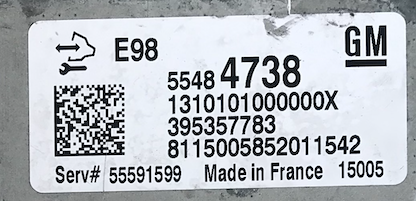 E98 GM
5548 4738
1310101000000X
395357783
8115005852011542
Serv# 55591599 Made in France 15005